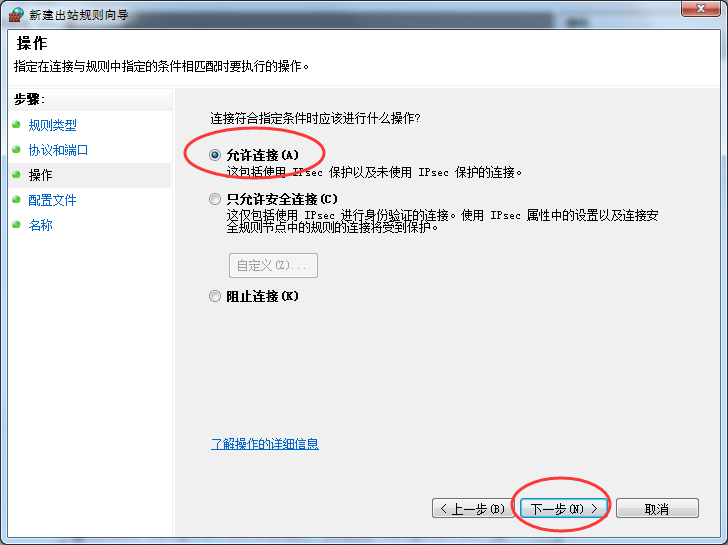 新建出站规则向导
操作
指定在连接与规则中指定的条件相匹配时要执行的操作。
步骤:
规则类型
协议和端口
操作
配置文件
名称
连接符合指定条件时应该进行什么操作?
允许连接(A)
这包括使用 IPsec 保护以及未使用 IPsec 保护的连接。
只允许安全连接(C)
这仅包括使用 IPsec 进行身份验证的连接。使用 IPsec 属性中的设置以及连接安
全规则节点中的规则的连接将受到保护。
自定义(Z)...
阻止连接(K)
了解操作的详细信息
< 上一步(B)
下一步(N) >
取消